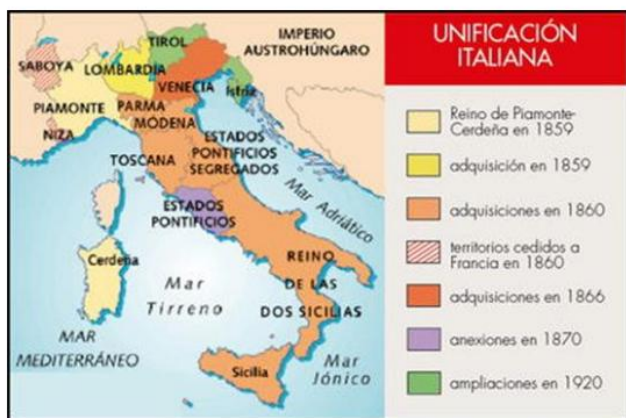 IMPERIO
AUSTROHÚNGARO
TIROL
SABOYA
LOMBARDÍA
VENECIA
Istria
PIAMONTE
PARMA
MÓDENA
NIZA
TOSCANA
ESTADOS
PONTIFICIOS
SEGREGADOS
Mar
Adriático
ESTADOS
PONTIFICIOS
Cerdeña
REINO
DE LAS
DOS SICILIAS
Mar
Tirreno
MAR
MEDITERRÁNEO
Sicilia
Mar
Jónico
UNIFICACIÓN
ITALIANA
Reino de Piamonte-
Cerdeña en 1859
adquisición en 1859
adquisiciones en 1860
territorios cedidos a
Francia en 1860
adquisiciones en 1866
anexiones en 1870
ampliaciones en 1920